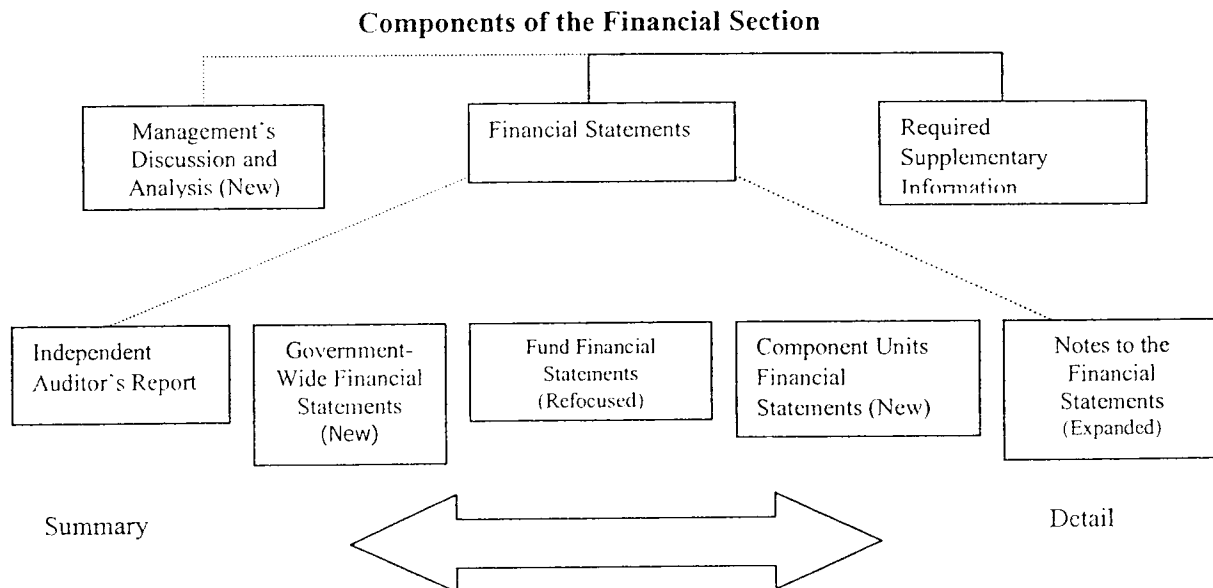 Components of the Financial Section
Management's
Discussion and
Analysis (New)
Financial Statements
Required
Supplementary
Information
Independent
Auditor's Report
Government-
Wide Financial
Statements
(New)
Fund Financial
Statements
(Refocused)
Component Units
Financial
Statements (New)
Notes to the
Financial
Statements
(Expanded)
Summary
Detail